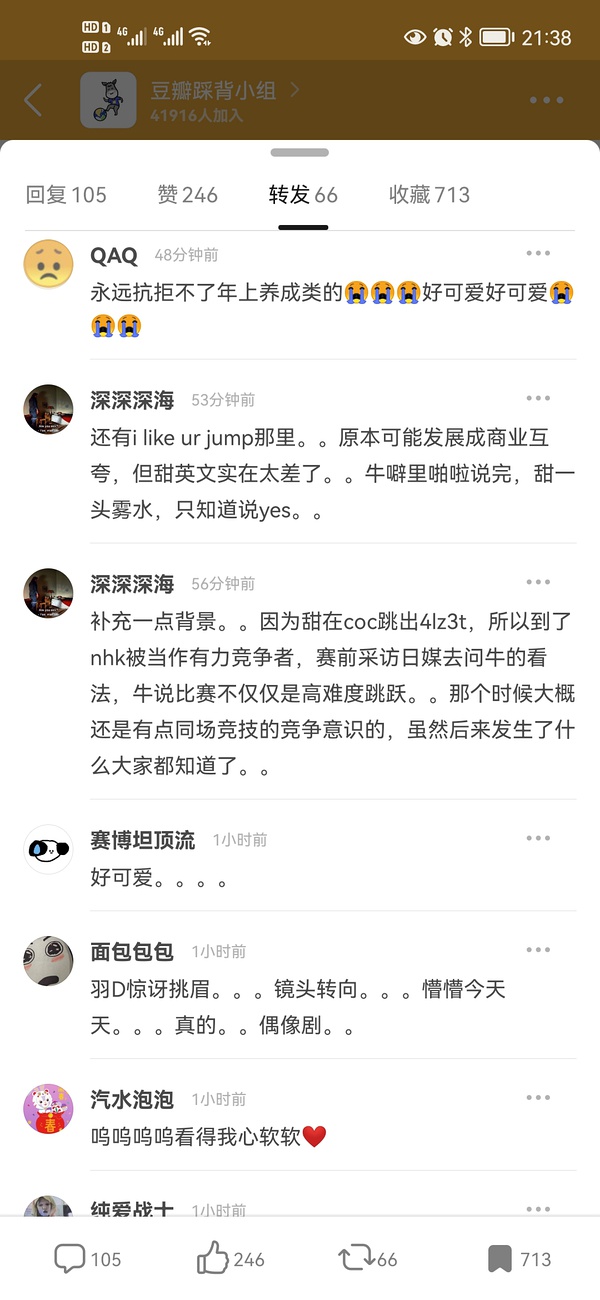 HD 1 4G 4G 21:38
HD 2
豆瓣踩背小组
41916人加入
回复 105 赞 246 转发 66 收藏 713
QAQ 48分钟前
永远抗拒不了年上养成类的😭😭😭好可爱好可爱😭
😭😭
深深深海 53分钟前
还有i like ur jump那里。。原本可能发展成商业互
夸，但甜英文实在太差了。。牛噼里啪啦说完，甜一
头雾水，只知道说yes。。
深深深海 56分钟前
补充一点背景。。因为甜在coc跳出4lz3t，所以到了
nhk被当作有力竞争者，赛前采访日媒去问牛的看
法，牛说比赛不仅仅是高难度跳跃。。那个时候大概
还是有点同场竞技的竞争意识的，虽然后来发生了什
么大家都知道了。。
赛博坦顶流 1小时前
好可爱。。。。
面包包包 1小时前
羽D惊讶挑眉。。。镜头转向。。。懵懵今天
天。。。真的。。偶像剧。。
汽水泡泡 1小时前
呜呜呜呜看得我心软软❤️
纯爱战士 1小时前
105 246 66 713